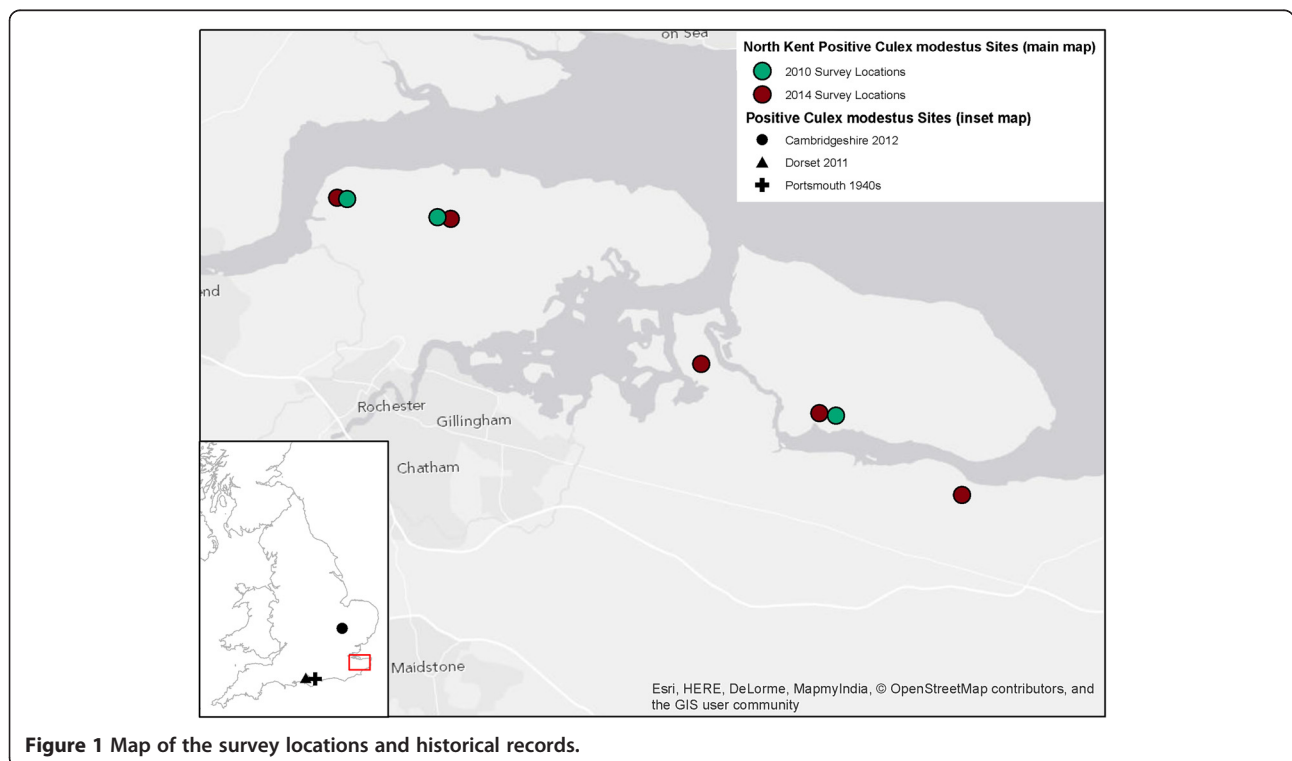 on Sea
North Kent Positive Culex modestus Sites (main map)
2010 Survey Locations
2014 Survey Locations
Positive Culex modestus Sites (inset map)
Cambridgeshire 2012
Dorset 2011
Portsmouth 1940s
nd
Rochester
Gillingham
Chatham
Maidstone
Esri, HERE, DeLorme, MapmyIndia, © OpenStreetMap contributors, and
the GIS user community
Figure 1 Map of the survey locations and historical records.